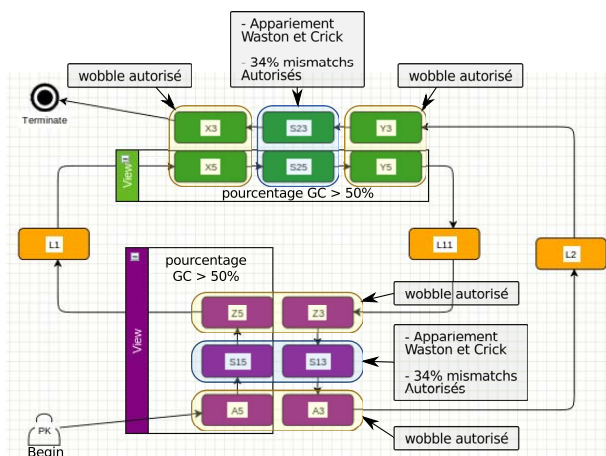 - Appariement
Waston et Crick
- 34% mismatchs
Autorisés
wobble autorisé
wobble autorisé
Terminate
X3
S23
Y3
View
X5
S25
Y5
pourcentage GC > 50%
L1
L11
L2
pourcentage
GC > 50%
View
wobble autorisé
Z5
Z3
- Appariement
Waston et Crick
- 34% mismatchs
Autorisés
S15
S13
A5
A3
PK
Begin
wobble autorisé